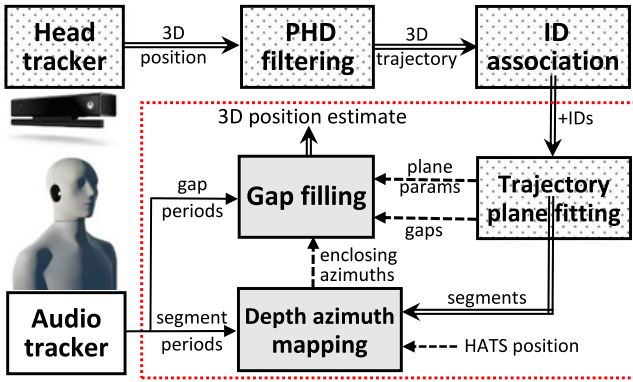 Head
tracker
3D
position
PHD
filtering
3D
trajectory
ID
association
+IDs
3D position estimate
gap
periods
Gap filling
plane
params
gaps
Trajectory
plane fitting
enclosing
azimuths
segments
Audio
tracker
segment
periods
Depth azimuth
mapping
HATS position